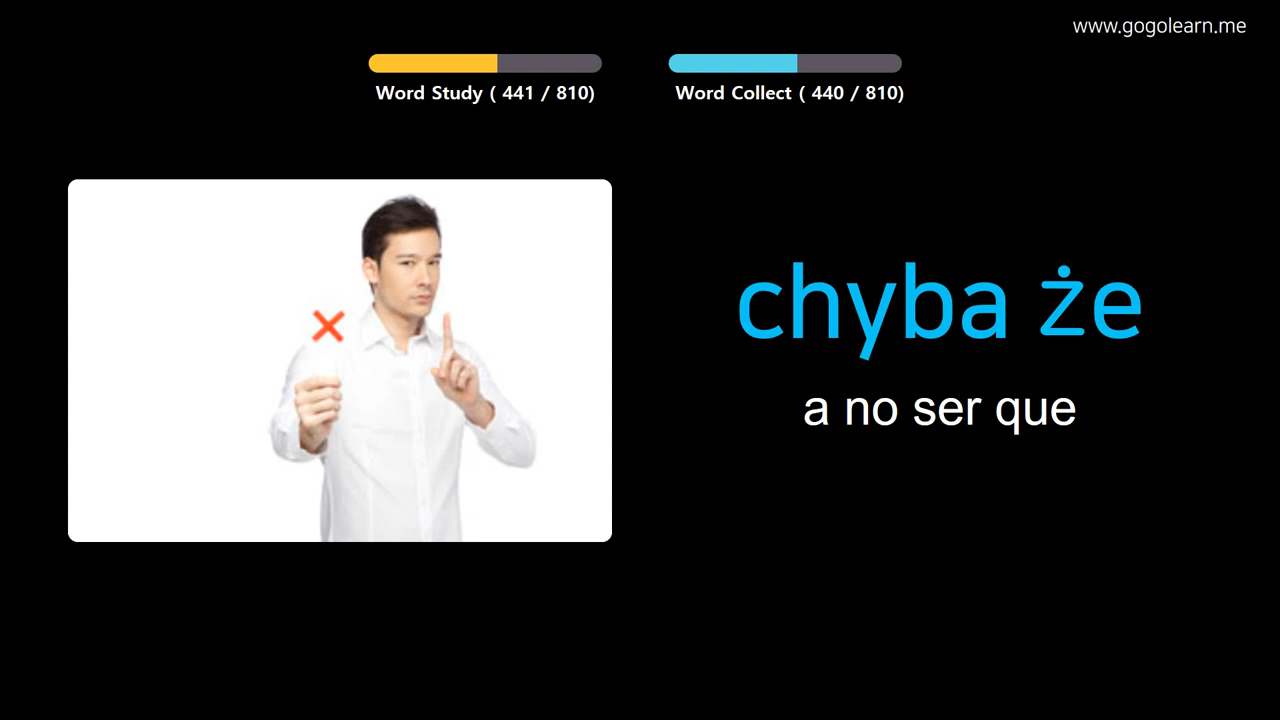 www.gogolearn.me
Word Study ( 441 / 810)
Word Collect ( 440 / 810)
chyba że
a no ser que